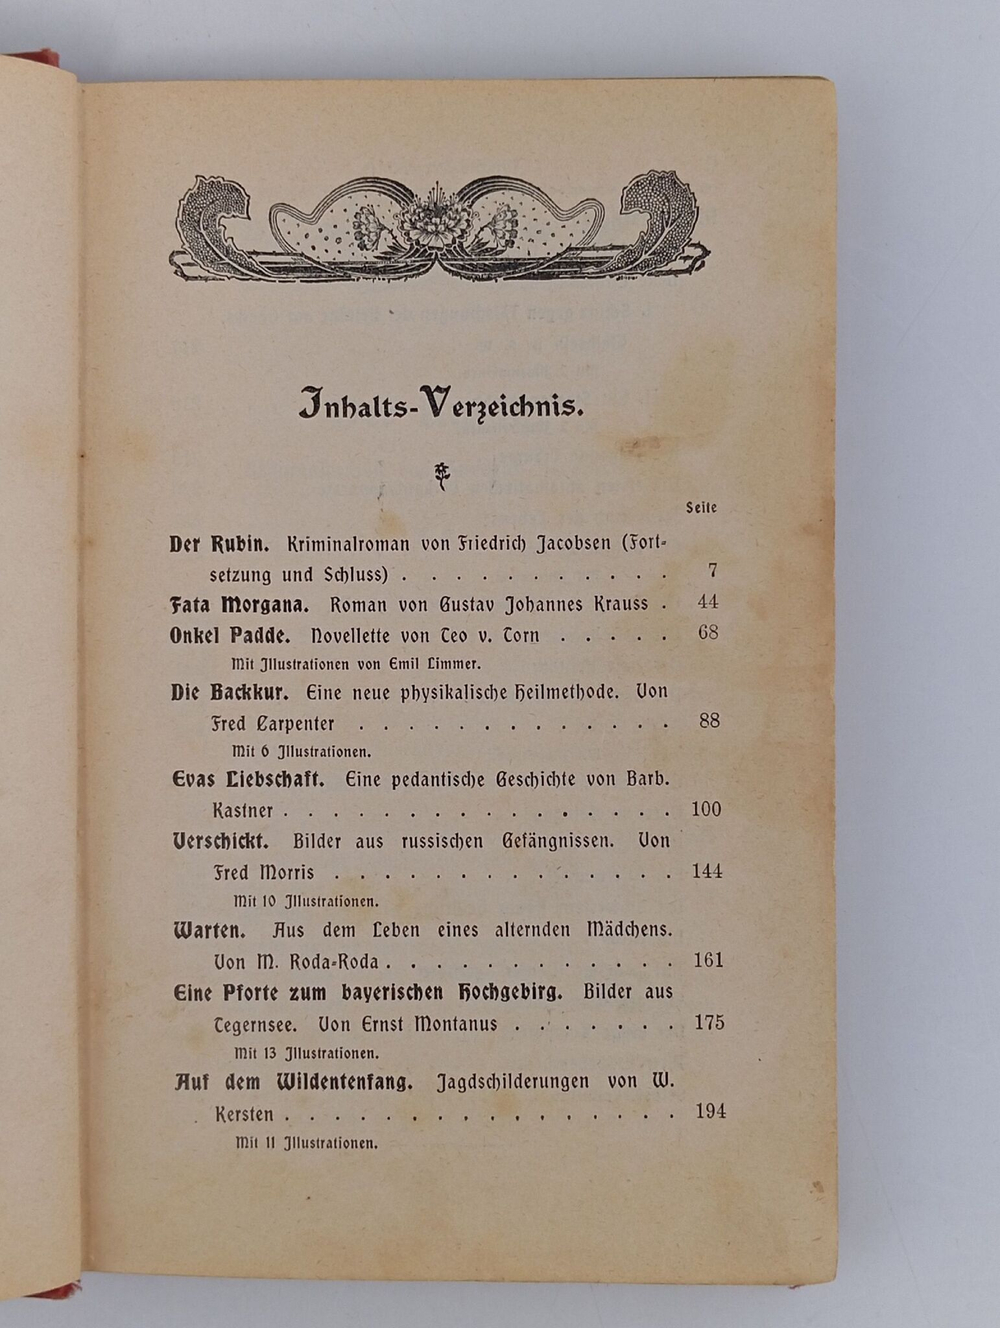 Inhalts-Verzeichnis.
Seite
Der Rubin. Kriminalroman von Friedrich Jacobsen (Fort-
setzung und Schluss) . . . . . . . . . . . 7
Fata Morgana. Roman von Gustav Johannes Krauss . 44
Onkel Padde. Novellette von Teo v. Torn . . . . . 68
Mit Illustrationen von Emil Limmer.
Die Backkur. Eine neue physikalische Heilmethode. Von
Fred Carpenter . . . . . . . . . . . . . 88
Mit 6 Illustrationen.
Evas Liebschaft. Eine pedantische Geschichte von Barb.
Kastner . . . . . . . . . . . . . . . . 100
Verschickt. Bilder aus russischen Gefängnissen. Von
Fred Morris . . . . . . . . . . . . . . 144
Mit 10 Illustrationen.
Warten. Aus dem Leben eines alternden Mädchens.
Von M. Roda-Roda . . . . . . . . . . . . 161
Eine Pforte zum bayerischen Hochgebirg. Bilder aus
Tegernsee. Von Ernst Montanus . . . . . . . 175
Mit 13 Illustrationen.
Auf dem Wildentenfang. Jagdschilderungen von W.
Kersten . . . . . . . . . . . . . . . . 194
Mit 11 Illustrationen.